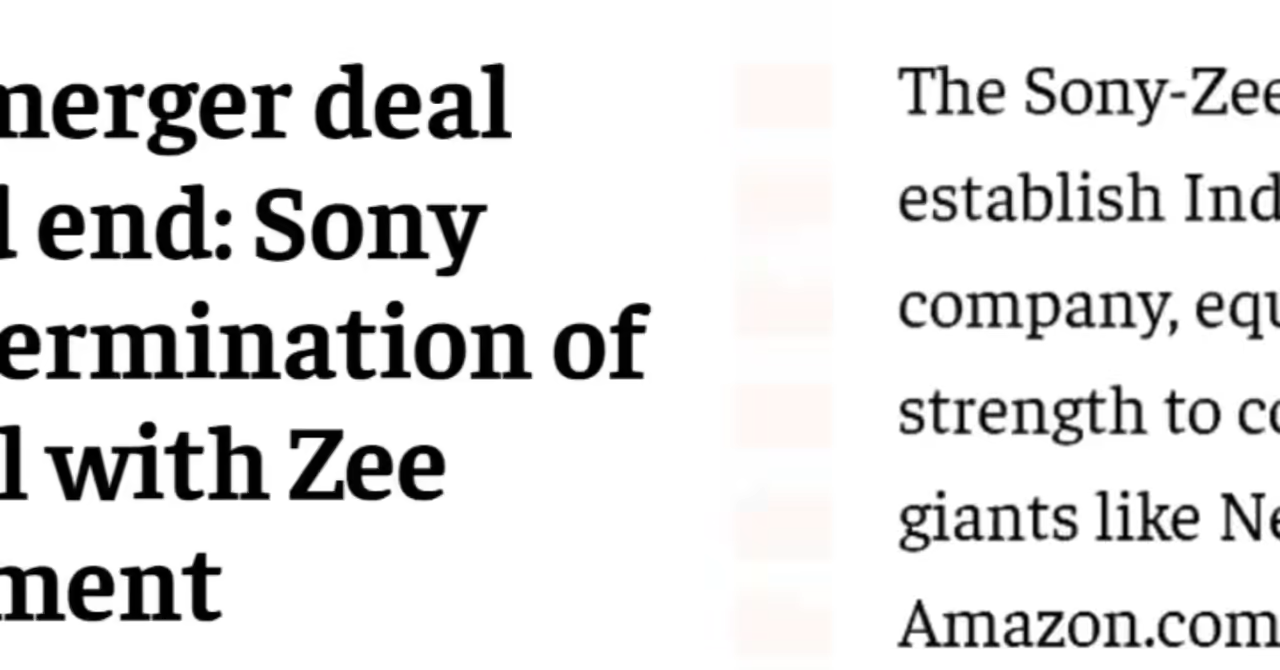 merger deal
end: Sony
ermination of
with Zee
ment
The Sony-Zee
establish Ind
company, equ
strength to co
giants like Ne
Amazon.com